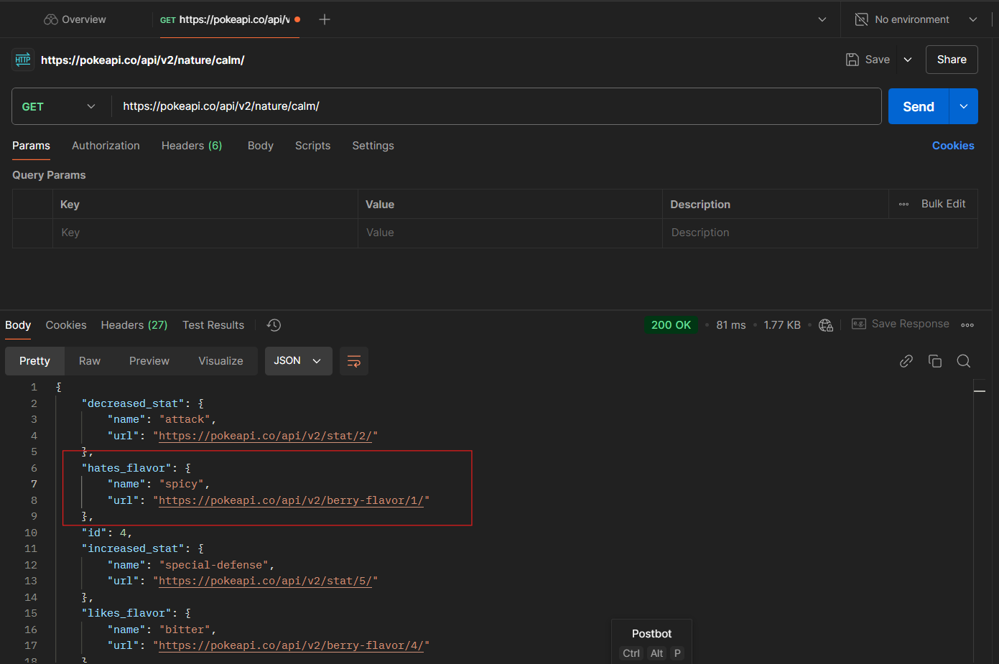 Overview
GET https://pokeapi.co/api/v
No environment
HTTP https://pokeapi.co/api/v2/nature/calm/
Save
Share
GET
https://pokeapi.co/api/v2/nature/calm/
Send
Params Authorization Headers (6) Body Scripts Settings
Cookies
Query Params
Key Value Description Bulk Edit
Key Value Description
Body Cookies Headers (27) Test Results
200 OK • 81 ms • 1.77 KB •
e.g. Save Response
Pretty Raw Preview Visualize JSON
1 {
2 "decreased_stat": {
3 "name": "attack",
4 "url": "https://pokeapi.co/api/v2/stat/2/"
5 },
6 "hates_flavor": {
7 "name": "spicy",
8 "url": "https://pokeapi.co/api/v2/berry-flavor/1/"
9 },
10 "id": 4,
11 "increased_stat": {
12 "name": "special-defense",
13 "url": "https://pokeapi.co/api/v2/stat/5/"
14 },
15 "likes_flavor": {
16 "name": "bitter",
17 "url": "https://pokeapi.co/api/v2/berry-flavor/4/"
18 }
Postbot
Ctrl Alt P